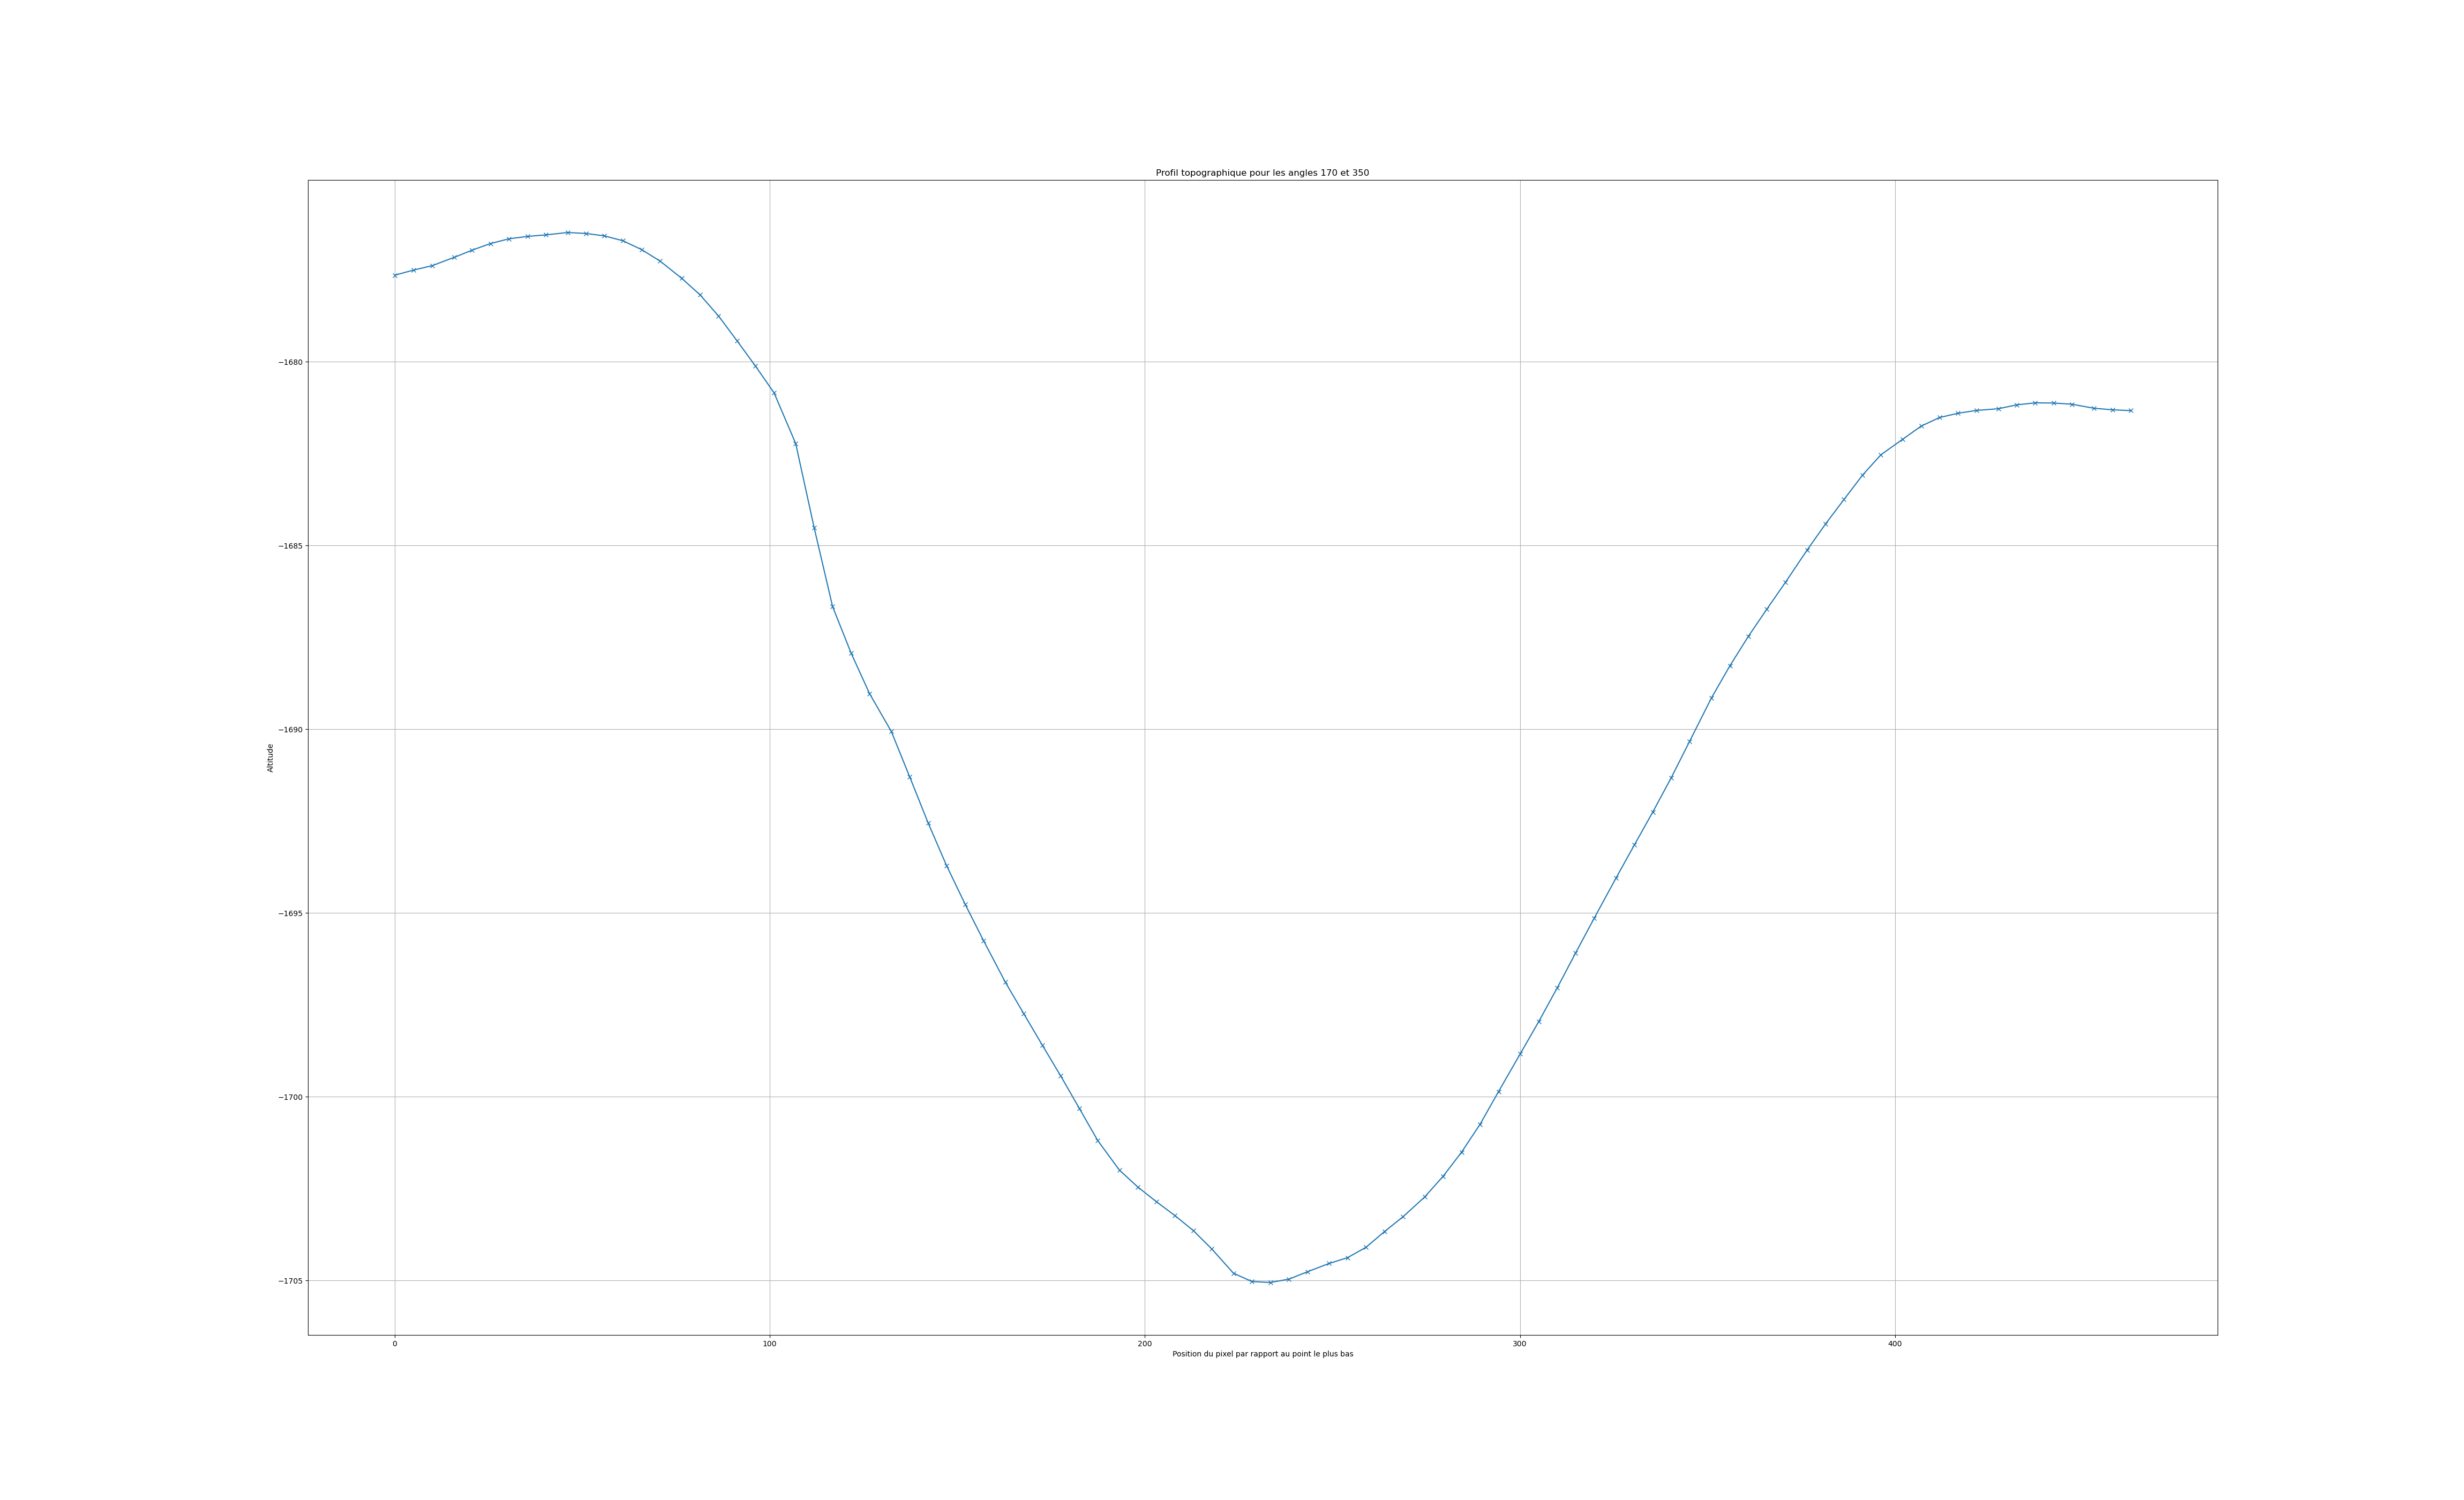 Profil topographique pour les angles 170 et 350
−1680
−1685
−1690
Altitude
−1695
−1700
−1705
0 100 200 300 400
Position du pixel par rapport au point le plus bas